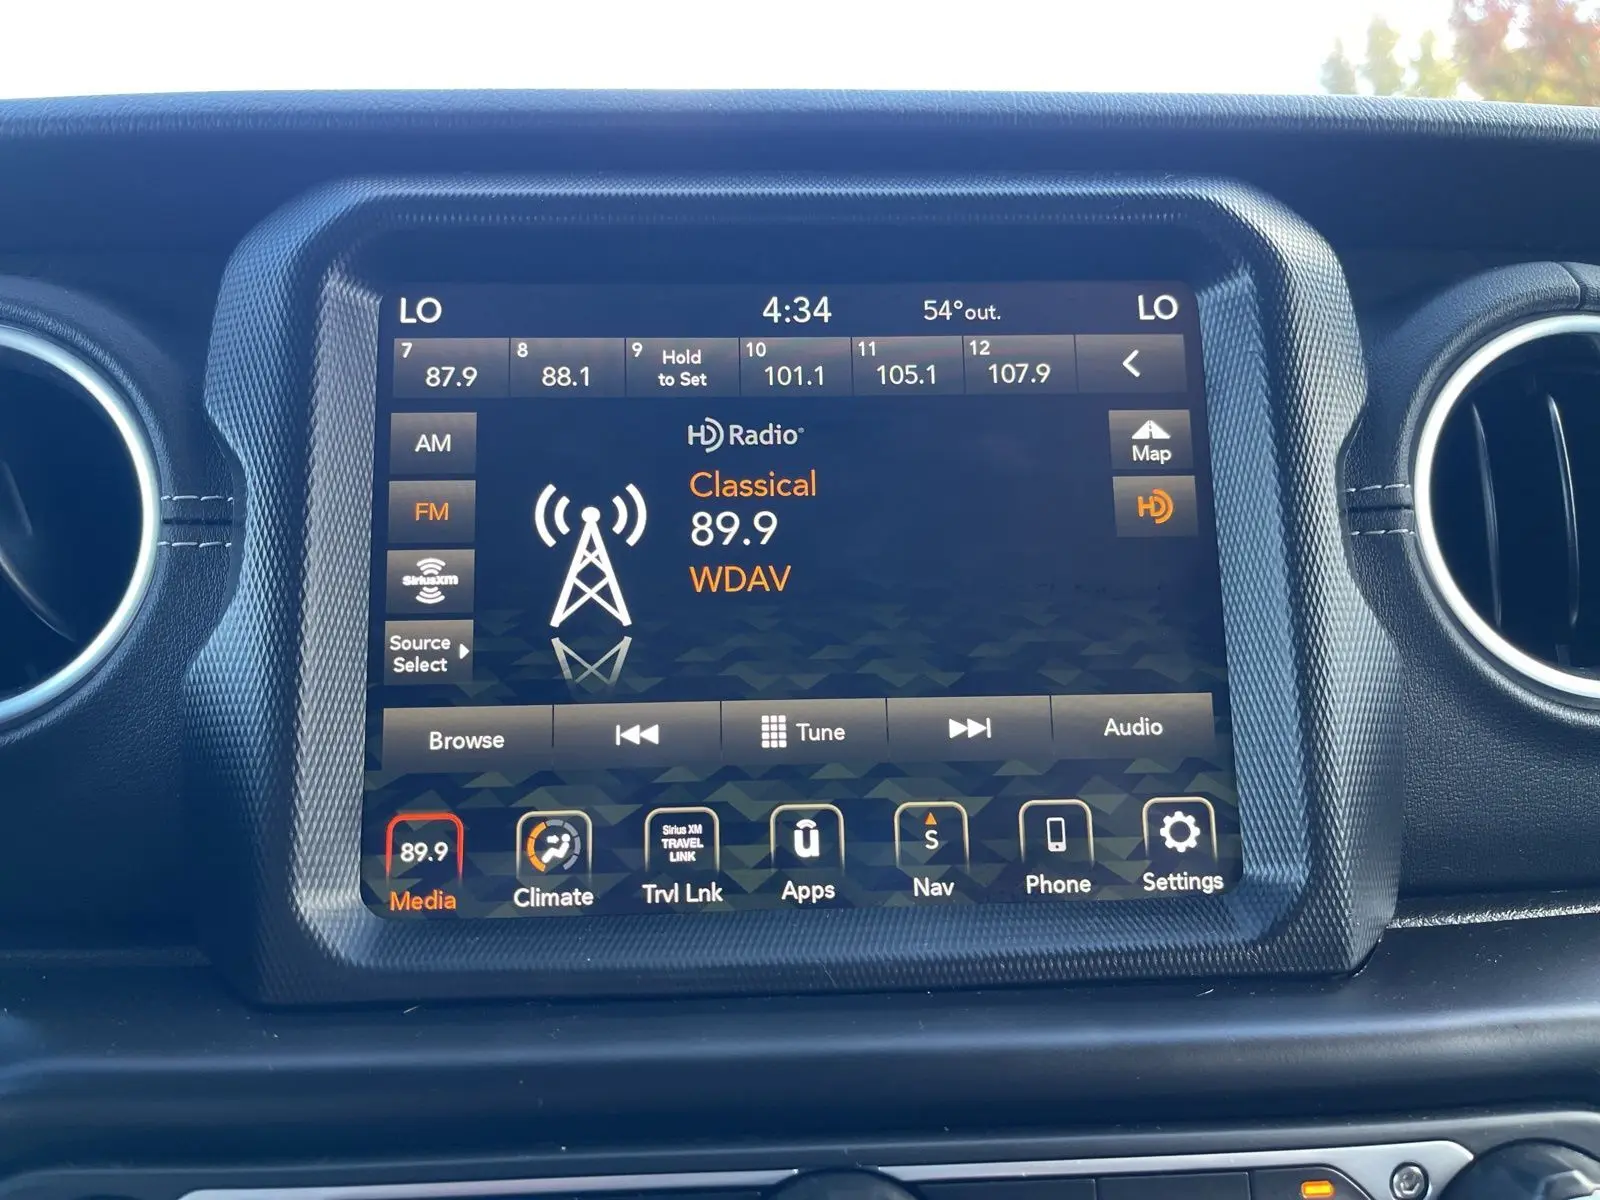 LO 4:34 54°out. LO
7 8 9 Hold 10 11 12
87.9 88.1 to Set 101.1 105.1 107.9
AM
FM
SiriusXM
Source
Select
HD Radio®
Classical
89.9
WDAV
Map
HD
Browse Tune Audio
89.9
Media
Climate
Sirius XM
TRAVEL
LINK
Trvl Lnk
u
Apps
S
Nav
Phone
Settings